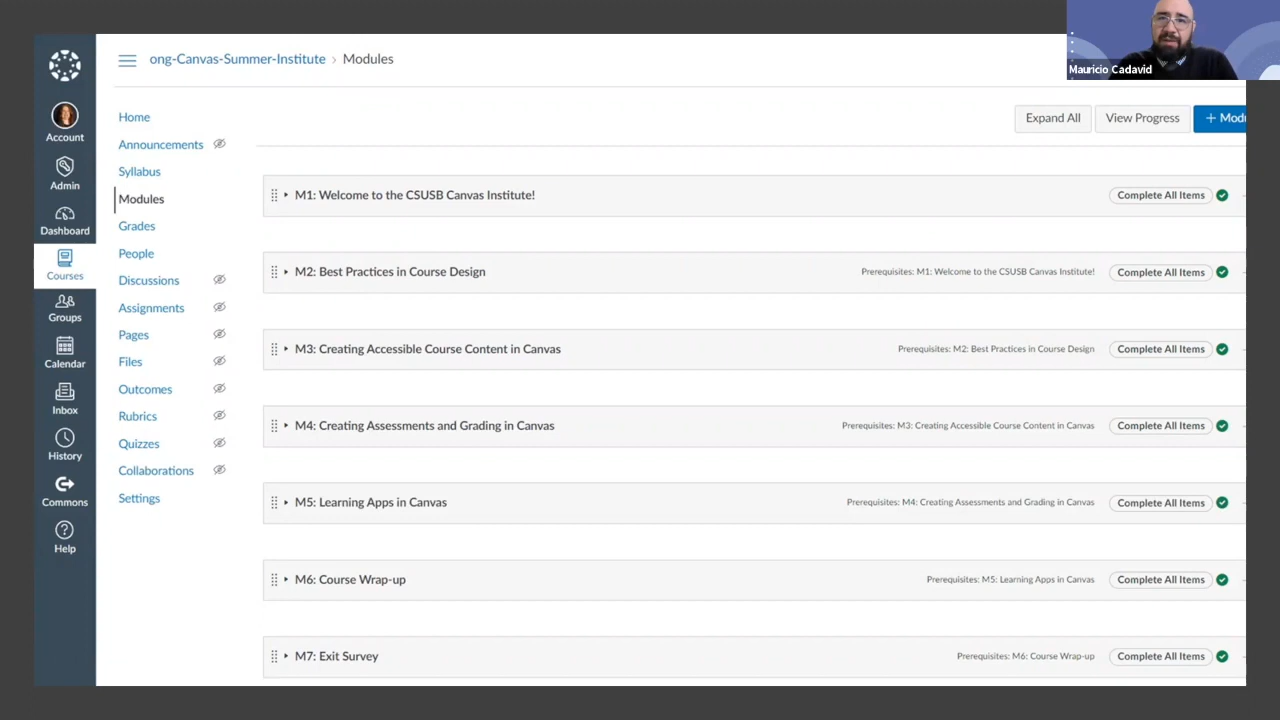 Mauricio Cadavid
ong-Canvas-Summer-Institute › Modules
Account
Admin
Dashboard
Courses
Groups
Calendar
Inbox
History
Commons
Help
Home
Announcements
Syllabus
Modules
Grades
People
Discussions
Assignments
Pages
Files
Outcomes
Rubrics
Quizzes
Collaborations
Settings
Expand All View Progress + Modu
M1: Welcome to the CSUSB Canvas Institute! Complete All Items
M2: Best Practices in Course Design Prerequisites: M1: Welcome to the CSUSB Canvas Institute! Complete All Items
M3: Creating Accessible Course Content in Canvas Prerequisites: M2: Best Practices in Course Design Complete All Items
M4: Creating Assessments and Grading in Canvas Prerequisites: M3: Creating Accessible Course Content in Canvas Complete All Items
M5: Learning Apps in Canvas Prerequisites: M4: Creating Assessments and Grading in Canvas Complete All Items
M6: Course Wrap-up Prerequisites: M5: Learning Apps in Canvas Complete All Items
M7: Exit Survey Prerequisites: M6: Course Wrap-up Complete All Items